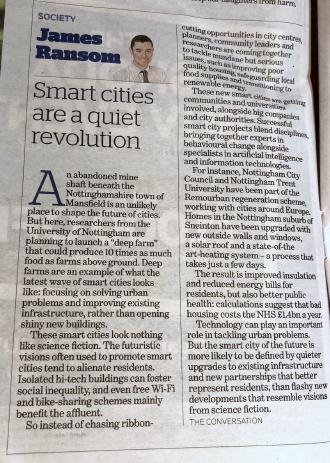 SOCIETY
James
Ransom
Smart cities
are a quiet
revolution
An abandoned mine
shaft beneath the
Nottinghamshire town of
Mansfield is an unlikely
place to shape the future of cities.
But here, researchers from the
University of Nottingham are
planning to launch a “deep farm”
that could produce 10 times as much
food as farms above ground. Deep
farms are an example of what the
latest wave of smart cities looks
like: focusing on solving urban
problems and improving existing
infrastructure, rather than opening
shiny new buildings.
These smart cities look nothing
like science fiction. The futuristic
visions often used to promote smart
cities tend to alienate residents.
Isolated hi-tech buildings can foster
social inequality, and even free Wi-Fi
and bike-sharing schemes mainly
benefit the affluent.
So instead of chasing ribbon-
cutting opportunities in city centres,
planners, community leaders and
researchers are coming together
to tackle mundane but serious
issues, such as improving poor
quality housing, safeguarding local
food supplies and transitioning to
renewable energy.
These new smart cities are getting
communities and universities
involved, alongside big companies
and city authorities. Successful
smart city projects blend disciplines,
bringing together experts in
behavioural change alongside
specialists in artificial intelligence
and information technologies.
For instance, Nottingham City
Council and Nottingham Trent
University have been part of the
Remourban regeneration scheme,
working with cities around Europe.
Homes in the Nottingham suburb of
Sneinton have been upgraded with
new outside walls and windows,
a solar roof and a state-of-the
art-heating system – a process
that takes just a few days.
The result is improved insulation
and reduced energy bills for
residents, but also better public
health: calculations suggest that bad
housing costs the NHS £1.4bn a year.
Technology can play an important
role in tackling urban problems.
But the smart city of the future is
more likely to be defined by quieter
upgrades to existing infrastructure
and new partnerships that better
represent residents, than flashy new
developments that resemble visions
from science fiction.
THE CONVERSATION